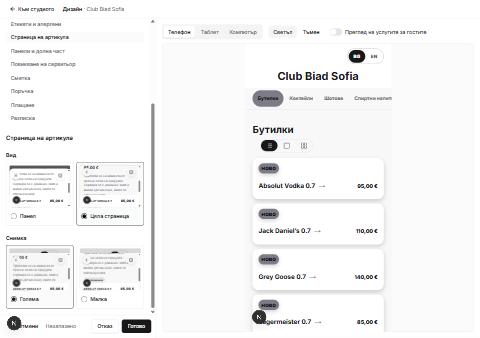 Към студиото
Дизайн · Club Biad Sofia
Етикети и алергени
Страница на артикула
Панели и долна част
Повикване на сервитьор
Сметка
Поръчка
Плащане
Разписка
Страница на артикула
Вид
Панел
Цяла страница
Снимка
Голяма
Малка
Незапазено
Отказ
Готово
Телефон
Таблет
Компютър
Светъл
Тъмен
Преглед на услугите за гостите
BG
EN
Club Biad Sofia
Бутилки
Коктейли
Шотове
Спиртни напит
Бутилки
НОВО
Absolut Vodka 0.7 →
95,00 €
НОВО
Jack Daniel's 0.7 →
110,00 €
НОВО
Grey Goose 0.7 →
140,00 €
НОВО
germeister 0.7 →
85,00 €